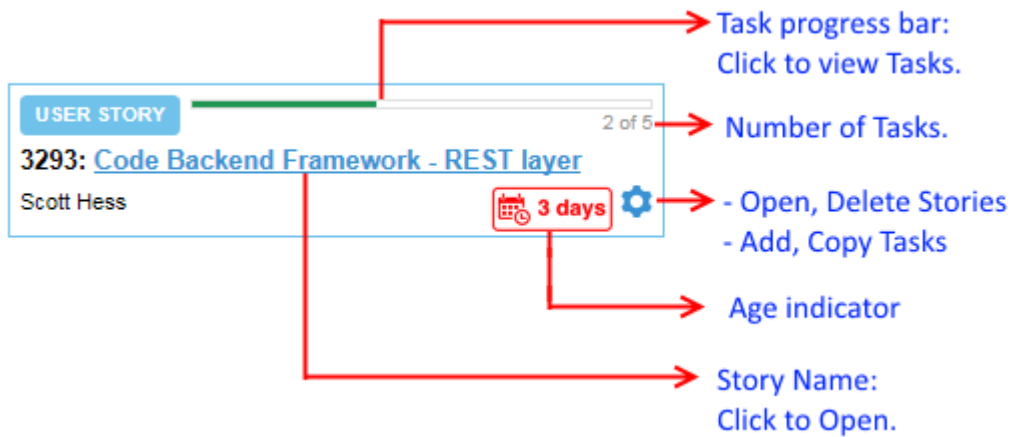 Task progress bar:
Click to view Tasks.
USER STORY
2 of 5
Number of Tasks.
3293: Code Backend Framework - REST layer
Scott Hess
3 days
- Open, Delete Stories
- Add, Copy Tasks
Age indicator
Story Name:
Click to Open.